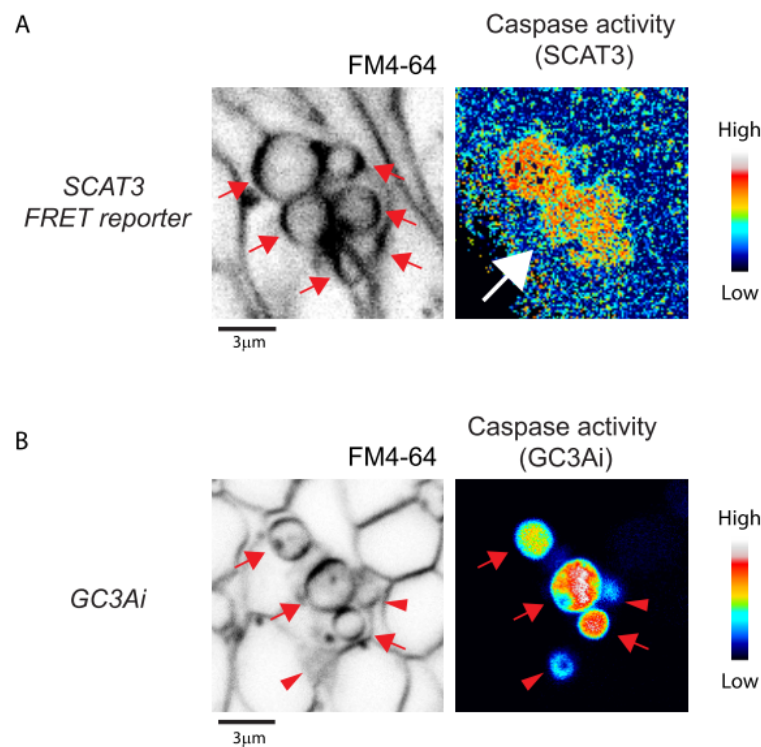 A
FM4-64
Caspase activity
(SCAT3)
SCAT3
FRET reporter
High
Low
3μm
B
FM4-64
Caspase activity
(GC3Ai)
GC3Ai
High
Low
3μm